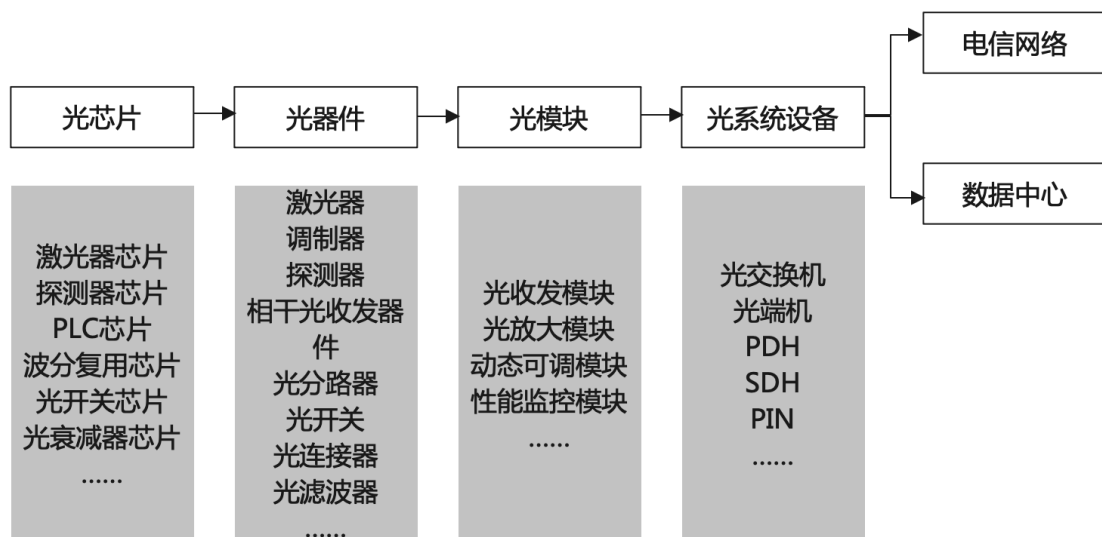 电信网络
光芯片
光器件
光模块
光系统设备
数据中心
激光器芯片
探测器芯片
PLC芯片
波分复用芯片
光开关芯片
光衰减器芯片
……
激光器
调制器
探测器
相干光收发器
件
光分路器
光开关
光连接器
光滤波器
……
光收发模块
光放大模块
动态可调模块
性能监控模块
……
光交换机
光端机
PDH
SDH
PIN
……